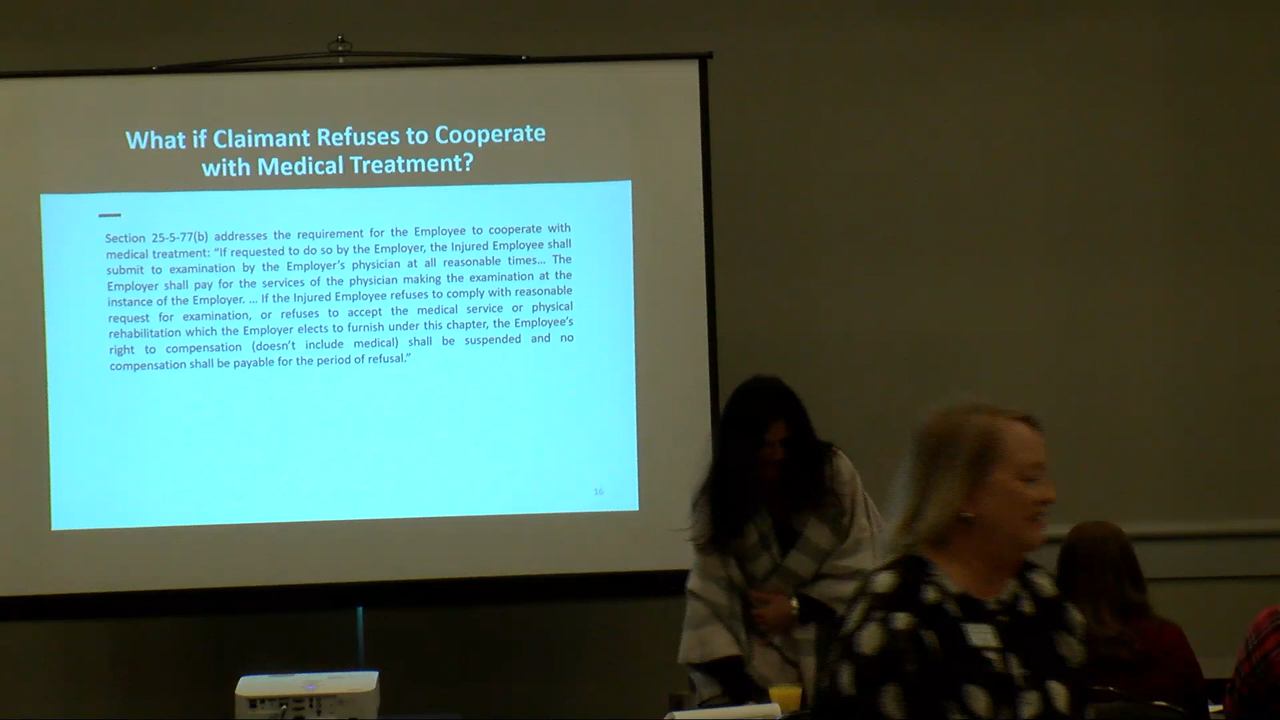 What if Claimant Refuses to Cooperate
with Medical Treatment?
Section 25-5-77(b) addresses the requirement for the Employee to cooperate with
medical treatment: “If requested to do so by the Employer, the Injured Employee shall
submit to examination by the Employer’s physician at all reasonable times... The
Employer shall pay for the services of the physician making the examination at the
instance of the Employer. ... If the Injured Employee refuses to comply with reasonable
request for examination, or refuses to accept the medical service or physical
rehabilitation which the Employer elects to furnish under this chapter, the Employee’s
right to compensation (doesn’t include medical) shall be suspended and no
compensation shall be payable for the period of refusal.”
16